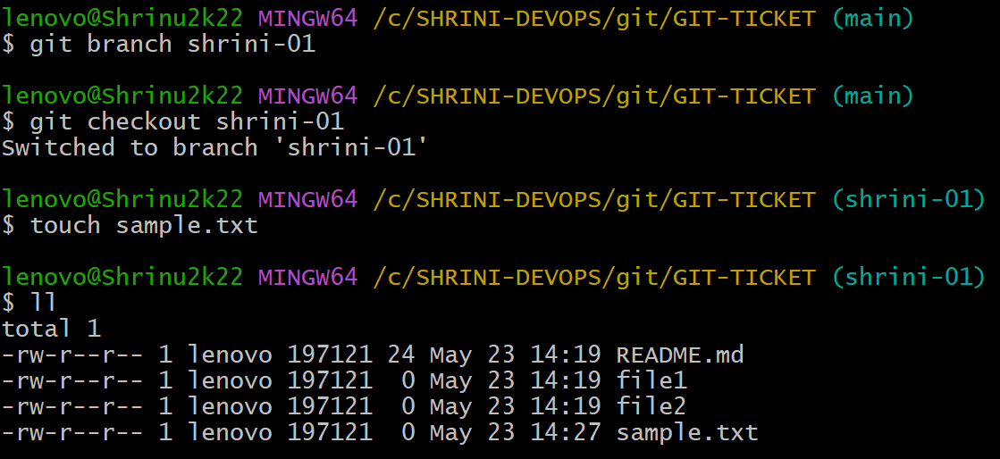 lenovo@Shrinu2k22 MINGW64 /c/SHRINI-DEVOPS/git/GIT-TICKET (main)
$ git branch shrini-01
lenovo@Shrinu2k22 MINGW64 /c/SHRINI-DEVOPS/git/GIT-TICKET (main)
$ git checkout shrini-01
Switched to branch 'shrini-01'
lenovo@Shrinu2k22 MINGW64 /c/SHRINI-DEVOPS/git/GIT-TICKET (shrini-01)
$ touch sample.txt
lenovo@Shrinu2k22 MINGW64 /c/SHRINI-DEVOPS/git/GIT-TICKET (shrini-01)
$ ll
total 1
-rw-r--r-- 1 lenovo 197121 24 May 23 14:19 README.md
-rw-r--r-- 1 lenovo 197121  0 May 23 14:19 file1
-rw-r--r-- 1 lenovo 197121  0 May 23 14:19 file2
-rw-r--r-- 1 lenovo 197121  0 May 23 14:27 sample.txt